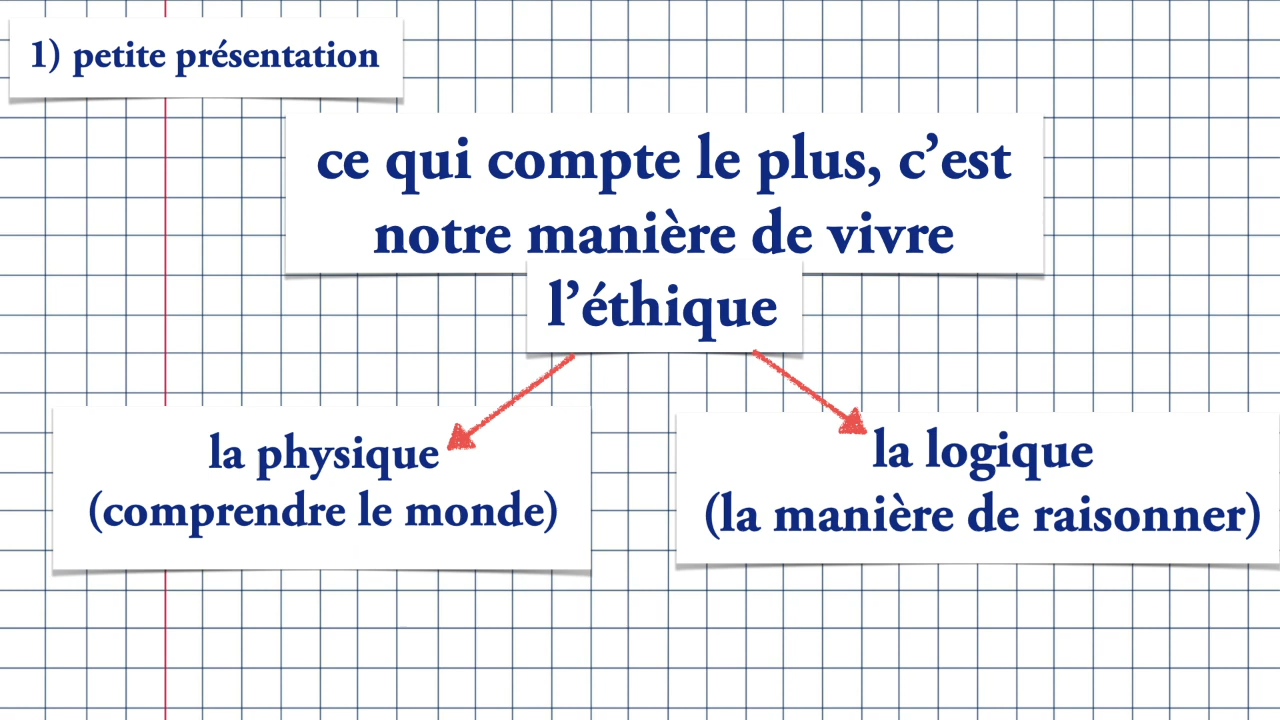 1) petite présentation
ce qui compte le plus, c’est
notre manière de vivre
l’éthique
la physique
(comprendre le monde)
la logique
(la manière de raisonner)